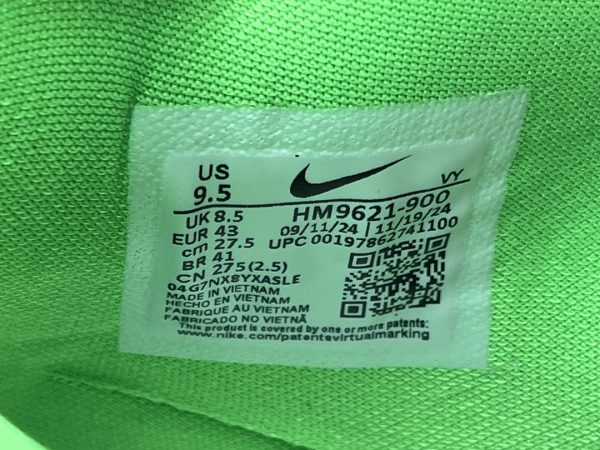 US
9.5
VY
UK 8.5
HM9621-900
EUR 43
09/11/24 | 11/19/24
cm 27.5
UPC 00197862741100
BR 41
CN 275 (2.5)
04G7NX8YXASLE
MADE IN VIETNAM
HECHO EN VIETNAM
FABRIQUE AU VIETNAM
FABRICADO NO VIETNÃ
This product is covered by one or more patents:
www.nike.com/patentsvirtualmarking